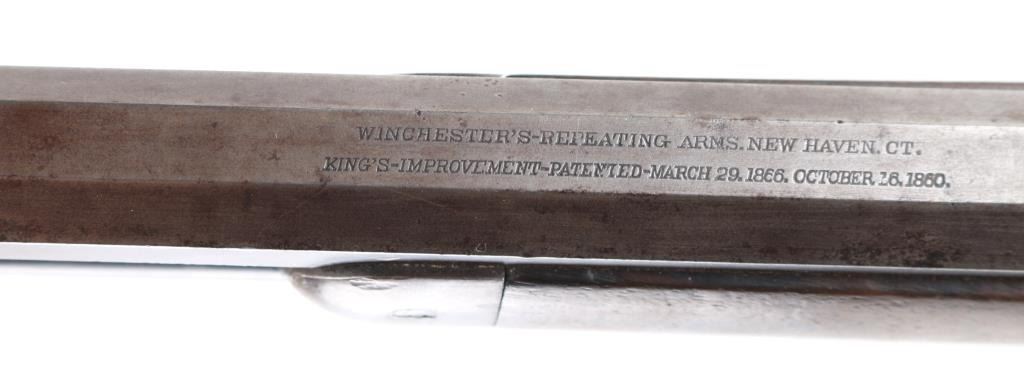 WINCHESTER'S-REPEATING ARMS. NEW HAVEN. CT.
KING'S-IMPROVEMENT-PATENTED-MARCH 29. 1866. OCTOBER 16, 1860.